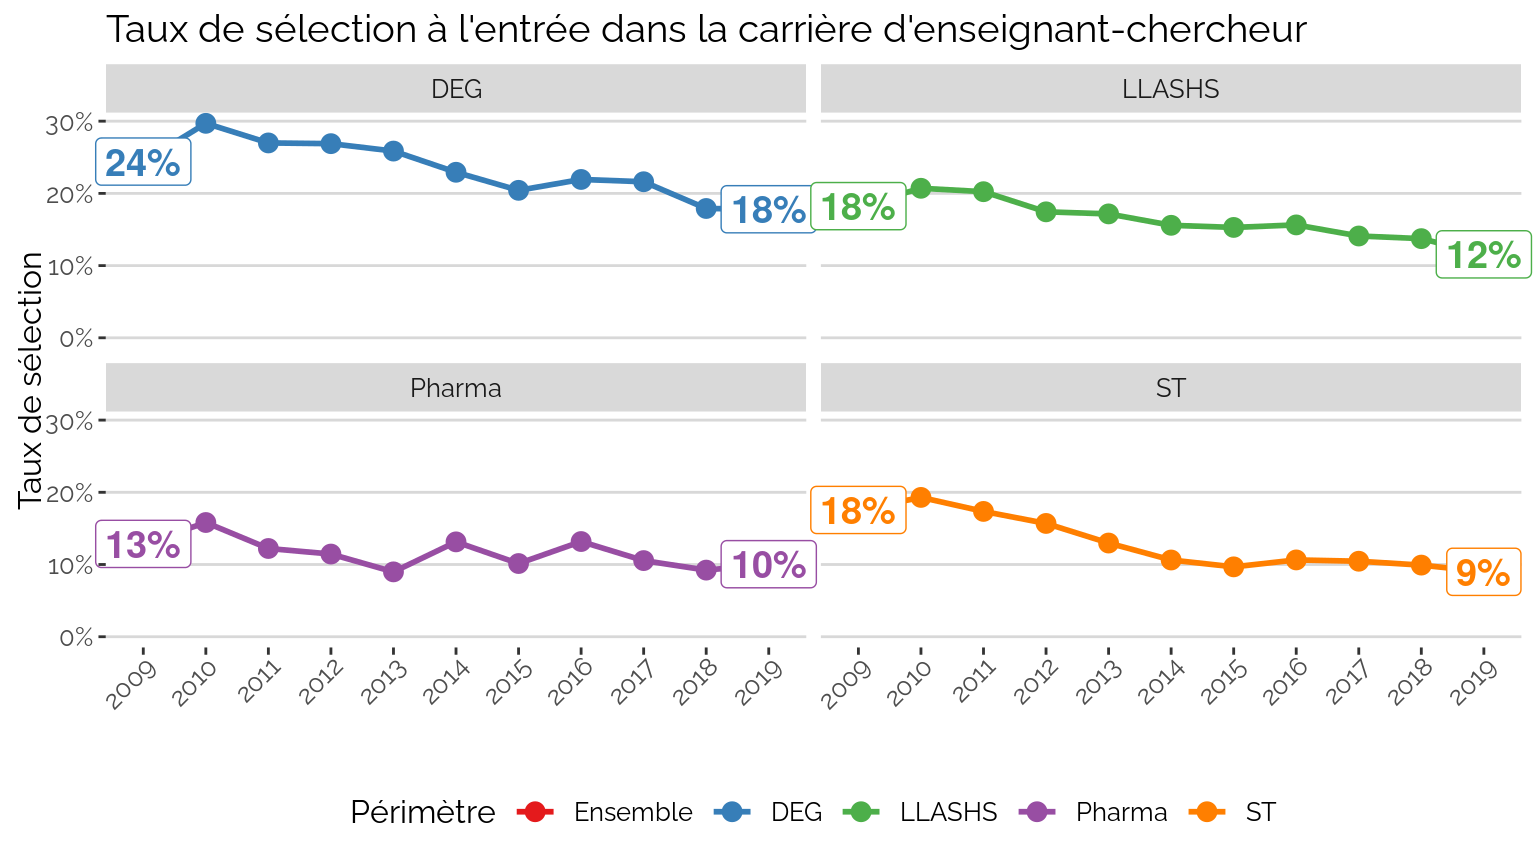 Taux de sélection à l'entrée dans la carrière d'enseignant-chercheur
DEG
LLASHS
30%
20%
10%
0%
24%
18%
18%
12%
Pharma
ST
30%
20%
10%
0%
13%
10%
18%
9%
Taux de sélection
2009 2010 2011 2012 2013 2014 2015 2016 2017 2018 2019
2009 2010 2011 2012 2013 2014 2015 2016 2017 2018 2019
Périmètre Ensemble DEG LLASHS Pharma ST